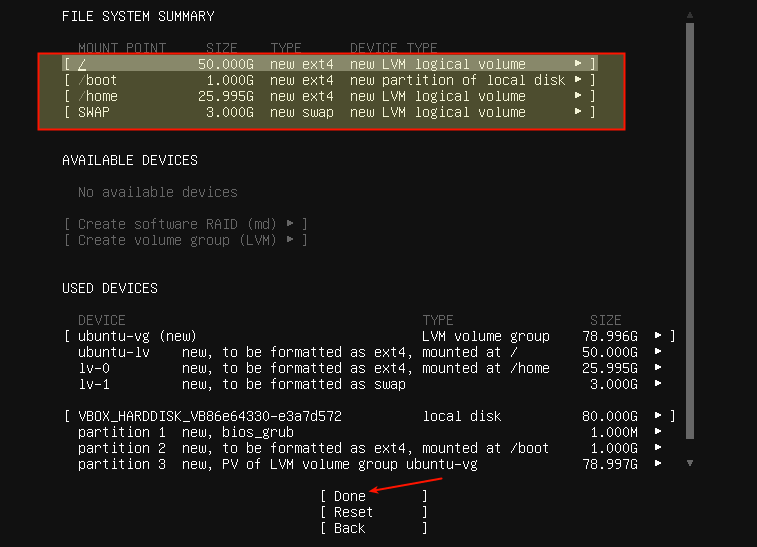 FILE SYSTEM SUMMARY
MOUNT POINT SIZE TYPE DEVICE TYPE
[ / 50.000G new ext4 new LVM logical volume ▸ ]
[ /boot 1.000G new ext4 new partition of local disk ▸ ]
[ /home 25.995G new ext4 new LVM logical volume ▸ ]
[ SWAP 3.000G new swap new LVM logical volume ▸ ]
AVAILABLE DEVICES
No available devices
[ Create software RAID (md) ▸ ]
[ Create volume group (LVM) ▸ ]
USED DEVICES
DEVICE TYPE SIZE
[ ubuntu-vg (new) LVM volume group 78.996G ▸ ]
ubuntu-lv new, to be formatted as ext4, mounted at / 50.000G ▸
lv-0 new, to be formatted as ext4, mounted at /home 25.995G ▸
lv-1 new, to be formatted as swap 3.000G ▸
[ VBOX_HARDDISK_VB86e64330-e3a7d572 local disk 80.000G ▸ ]
partition 1 new, bios_grub 1.000M ▸
partition 2 new, to be formatted as ext4, mounted at /boot 1.000G ▸
partition 3 new, PV of LVM volume group ubuntu-vg 78.997G ▸
[ Done ]
[ Reset ]
[ Back ]